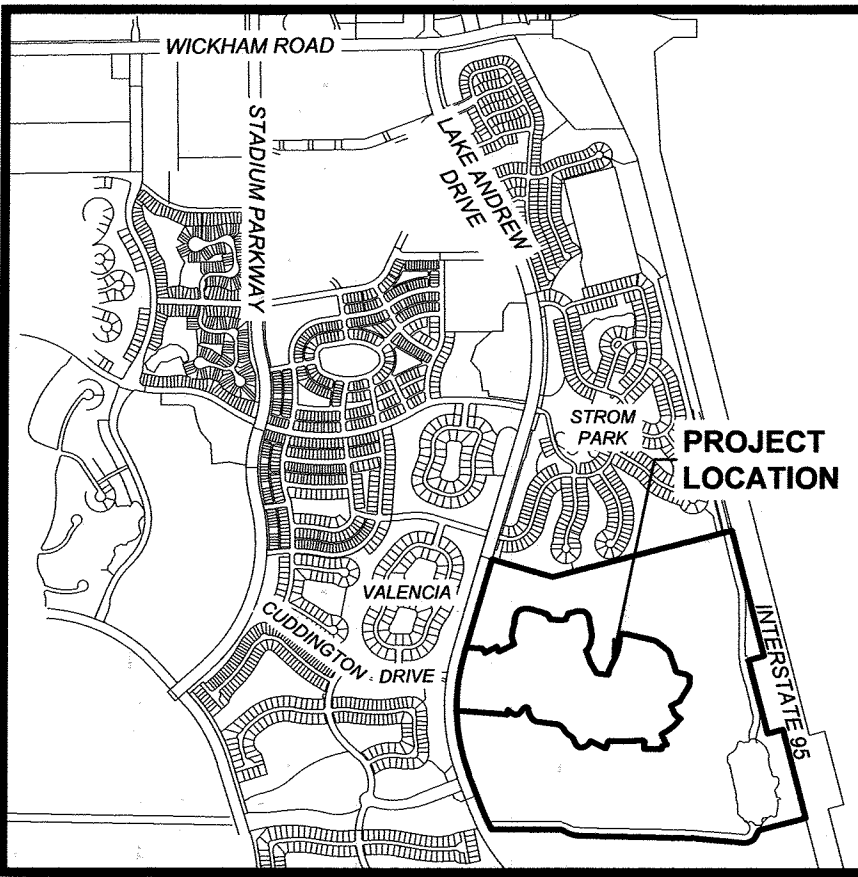 WICKHAM ROAD
STADIUM PARKWAY
LAKE ANDREW
DRIVE
STROM
PARK
PROJECT
LOCATION
VALENCIA
CUDDINGTON DRIVE
INTERSTATE 95